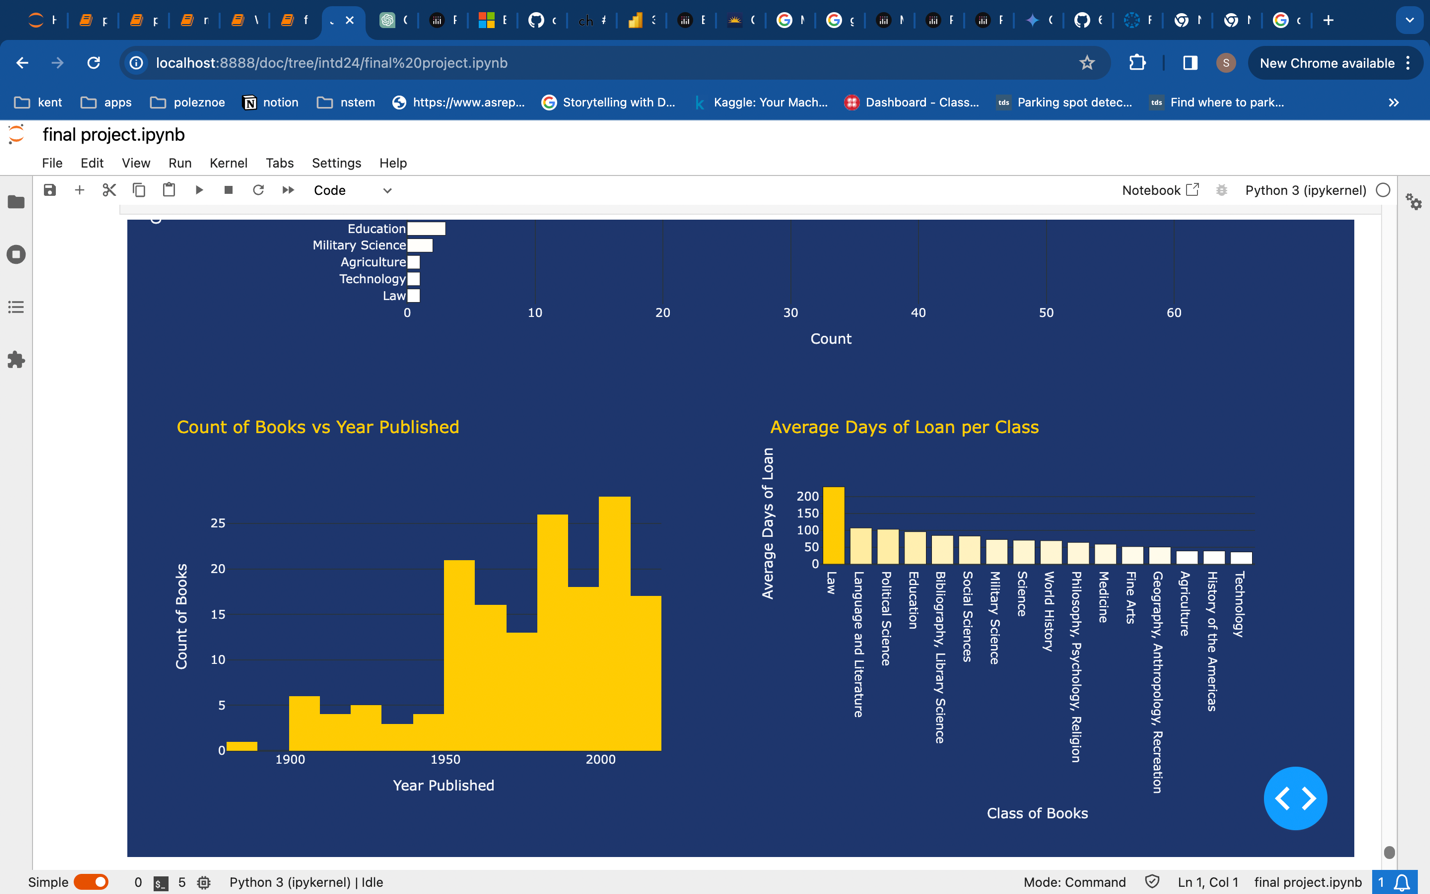 localhost:8888/doc/tree/intd24/final%20project.ipynb
S
New Chrome available
kent
apps
poleznoe
notion
nstem
https://www.asrep...
Storytelling with D...
Kaggle: Your Mach...
Dashboard - Class...
tds
Parking spot detec...
tds
Find where to park...
final project.ipynb
File Edit View Run Kernel Tabs Settings Help
Code
Notebook
Python 3 (ipykernel)
Education
Military Science
Agriculture
Technology
Law
0 10 20 30 40 50 60
Count
Count of Books vs Year Published
25
20
15
10
5
0
1900 1950 2000
Count of Books
Year Published
Average Days of Loan per Class
Average Days of Loan
200
150
100
50
0
Law
Language and Literature
Political Science
Education
Bibliography, Library Science
Social Sciences
Military Science
Science
World History
Philosophy, Psychology, Religion
Medicine
Fine Arts
Geography, Anthropology, Recreation
Agriculture
History of the Americas
Technology
Class of Books
Simple
0
5
Python 3 (ipykernel) | Idle
Mode: Command
Ln 1, Col 1
final project.ipynb
1